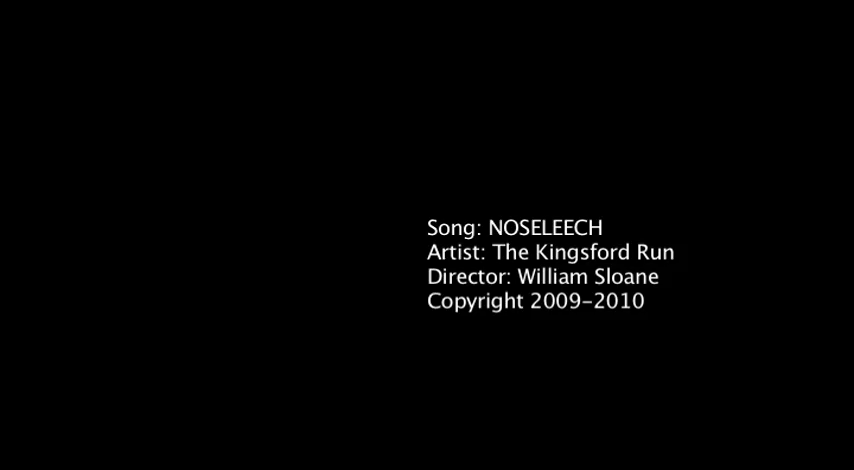 Song: NOSELEECH
Artist: The Kingsford Run
Director: William Sloane
Copyright 2009-2010